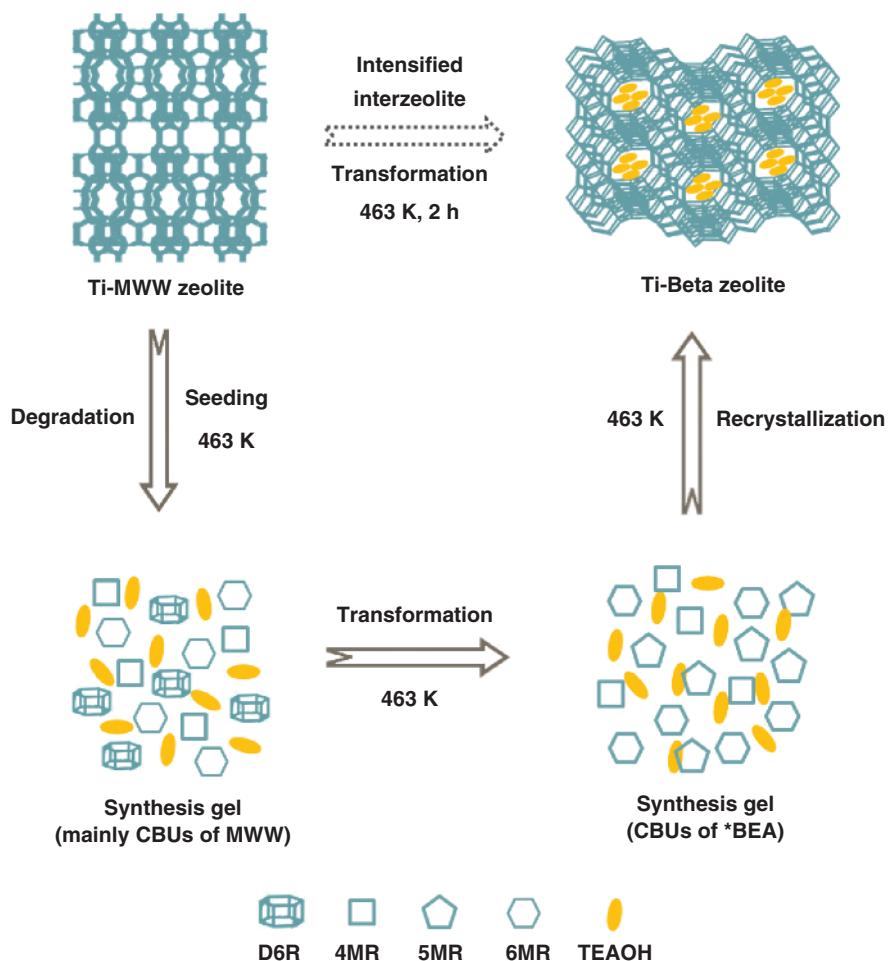 Intensified
interzeolite
Transformation
463 K, 2 h
Ti-MWW zeolite
Ti-Beta zeolite
Degradation
Seeding
463 K
463 K
Recrystallization
Transformation
463 K
Synthesis gel
(mainly CBUs of MWW)
Synthesis gel
(CBUs of *BEA)
D6R 4MR 5MR 6MR TEAOH